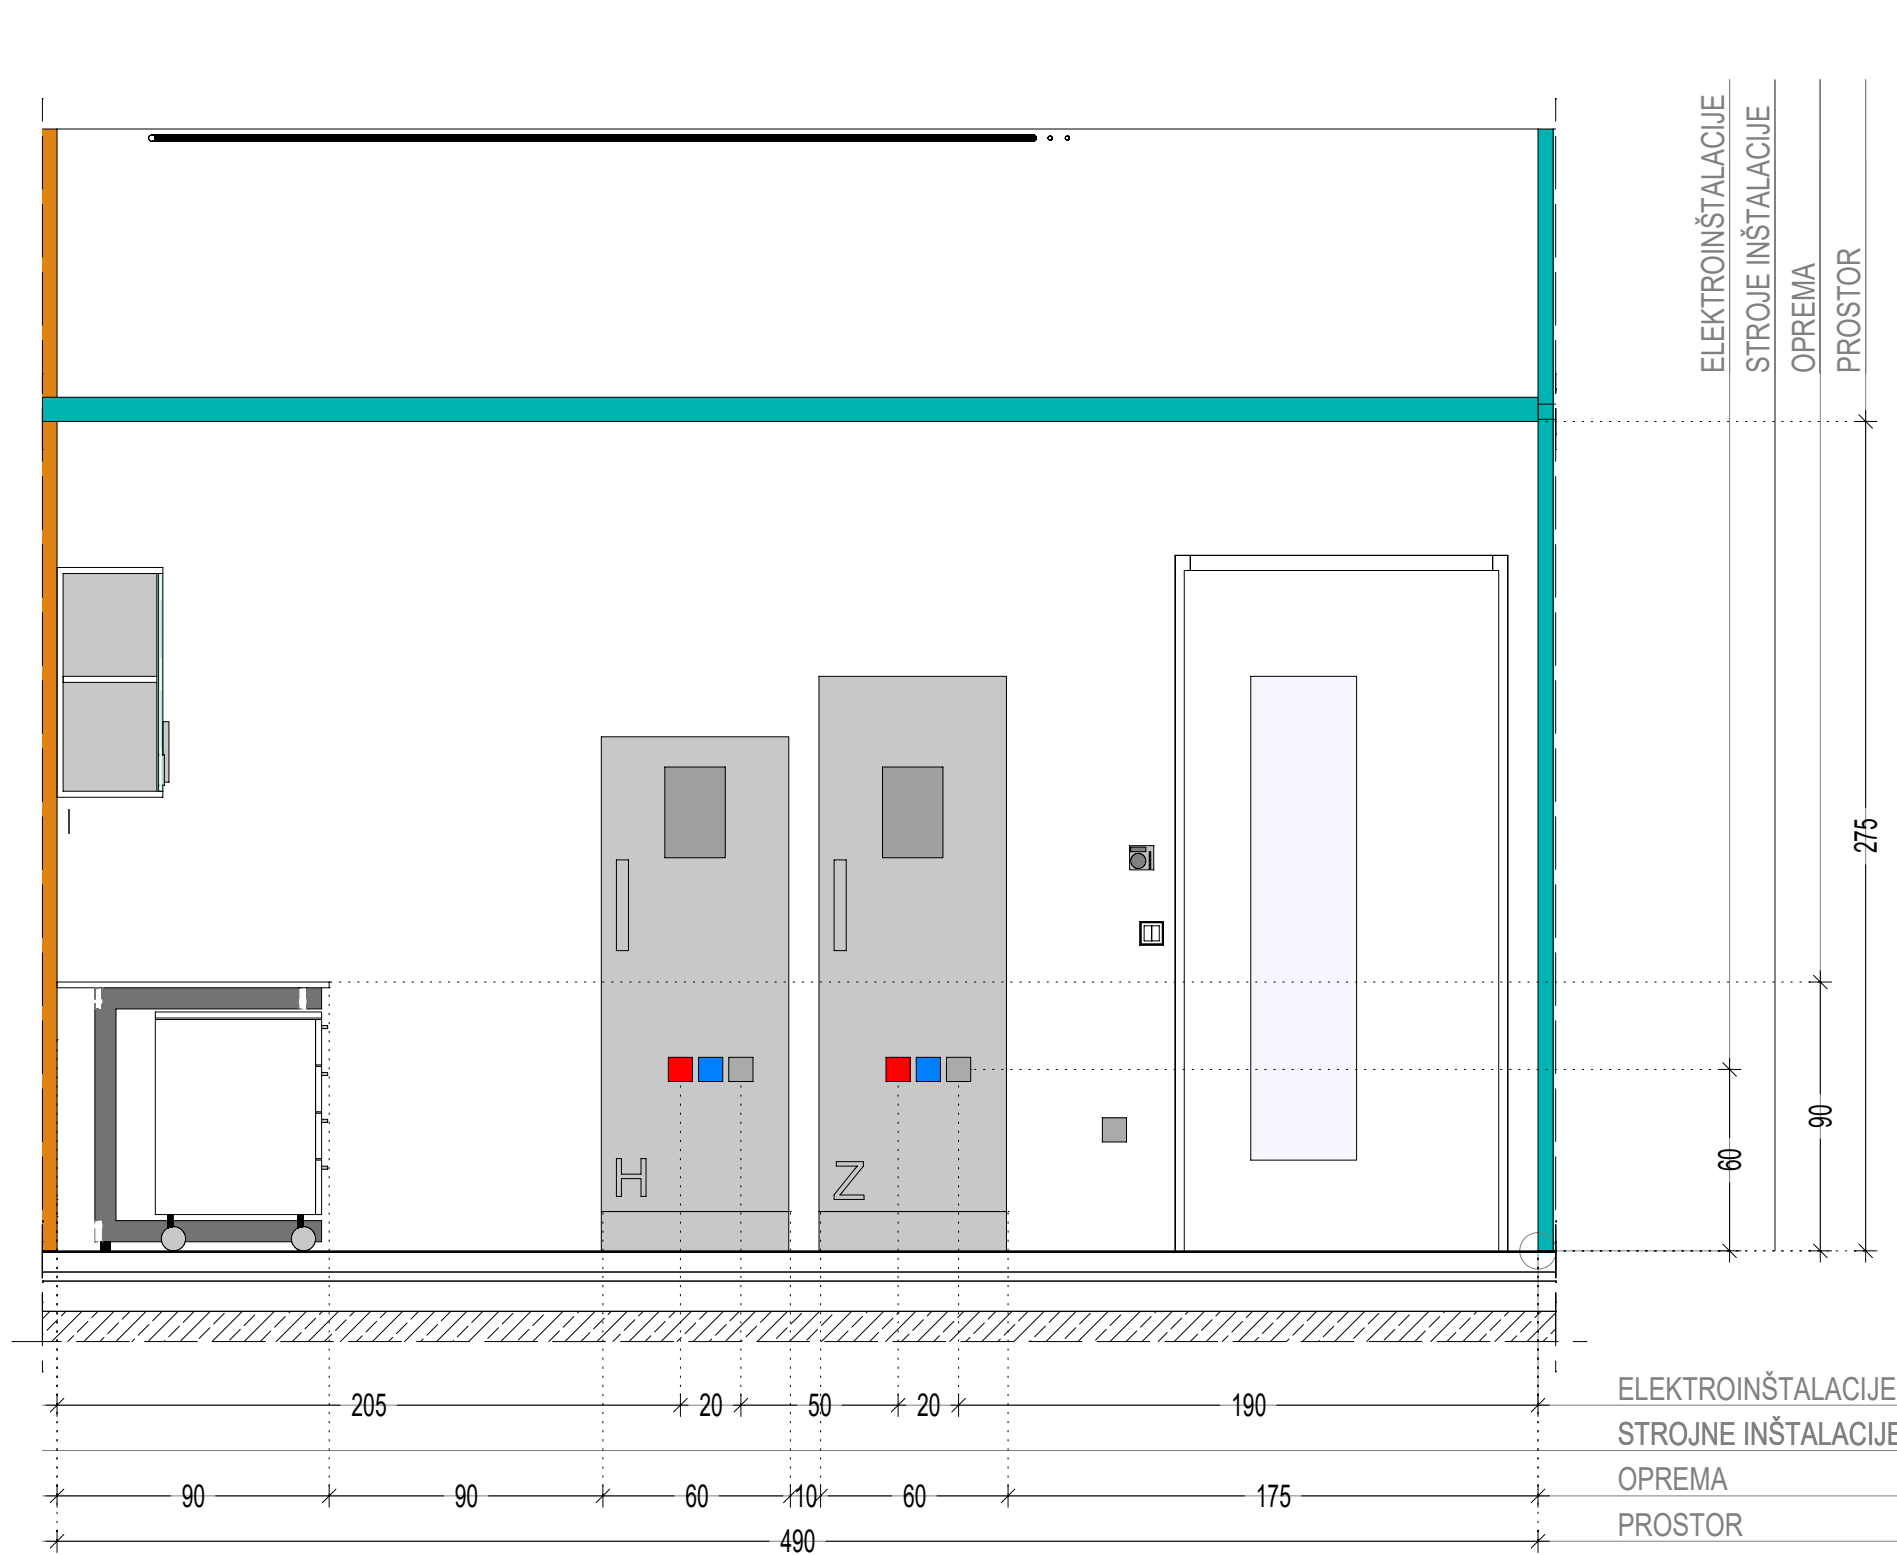 ELEKTROINŠTALACIJE
STROJE INŠTALACIJE
OPREMA
PROSTOR
275
90
60
H
Z
205
20
50
20
190
ELEKTROINŠTALACIJE
STROJNE INŠTALACIJE
90
90
60
10
60
175
OPREMA
490
PROSTOR